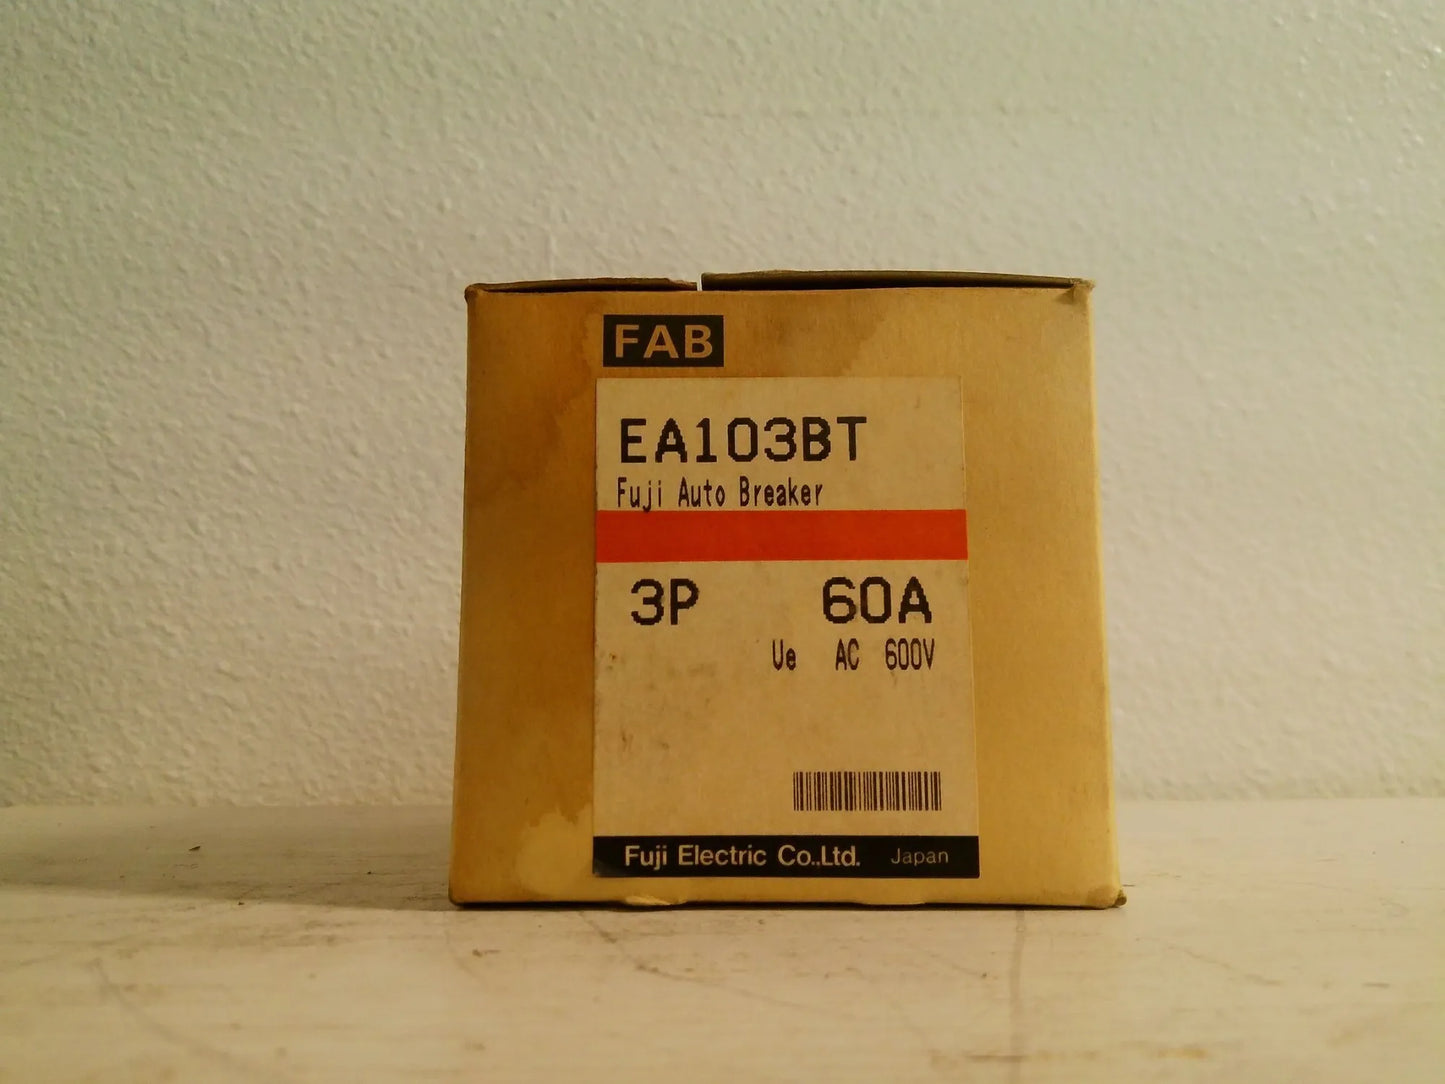 FAB
EA103BT
Fuji Auto Breaker
3P 60A
Ue AC 600V
Fuji Electric Co.,Ltd. Japan